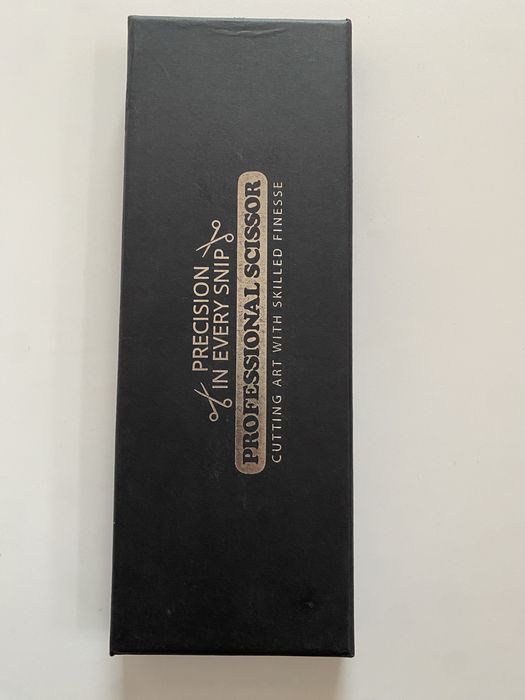 PRECISION
IN EVERY SNIP
PROFESSIONAL SCISSOR
CUTTING ART WITH SKILLED FINESSE